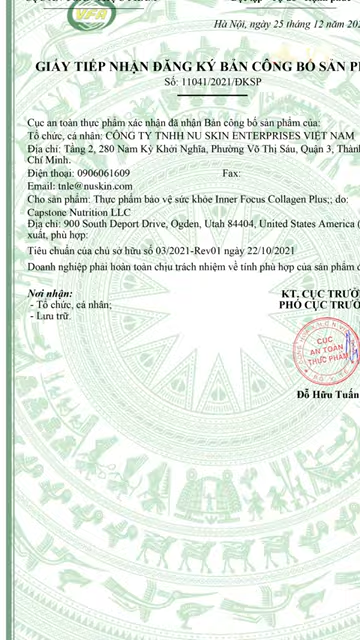 VFA
Hà Nội, ngày 25 tháng 12 năm 202
GIẤY TIẾP NHẬN ĐĂNG KÝ BẢN CÔNG BỐ SẢN P
Số: 11041/2021/ĐKSP
Cục an toàn thực phẩm xác nhận đã nhận Bản công bố sản phẩm của:
Tổ chức, cá nhân: CÔNG TY TNHH NU SKIN ENTERPRISES VIỆT NAM
Địa chỉ: Tầng 2, 280 Nam Kỳ Khởi Nghĩa, Phường Võ Thị Sáu, Quận 3, Thành
Chí Minh.
Điện thoại: 0906061609 Fax:
Email: tnle@nuskin.com
Cho sản phẩm: Thực phẩm bảo vệ sức khỏe Inner Focus Collagen Plus;; do:
Capstone Nutrition LLC
Địa chỉ: 900 South Deport Drive, Ogden, Utah 84404, United States America (
xuất, phù hợp:
Tiêu chuẩn của chủ sở hữu số 03/2021-Rev01 ngày 22/10/2021
Doanh nghiệp phải hoàn toàn chịu trách nhiệm về tính phù hợp của sản phẩm đ
Nơi nhận:
- Tổ chức, cá nhân;
- Lưu trữ.
KT. CỤC TRƯỞ
PHÓ CỤC TRƯỞ
CỤC
AN TOÀN
THỰC PHẨM
Đỗ Hữu Tuấn